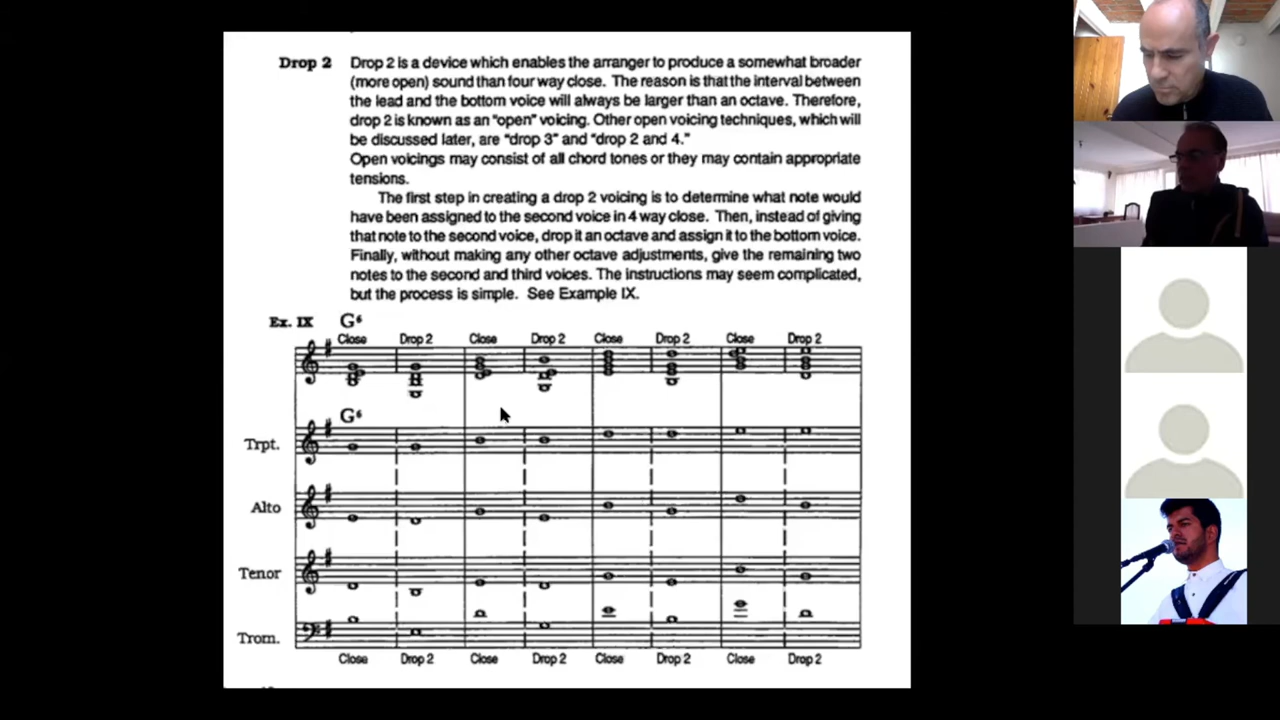 Drop 2 Drop 2 is a device which enables the arranger to produce a somewhat broader
(more open) sound than four way close. The reason is that the interval between
the lead and the bottom voice will always be larger than an octave. Therefore,
drop 2 is known as an "open" voicing. Other open voicing techniques, which will
be discussed later, are "drop 3" and "drop 2 and 4."
Open voicings may consist of all chord tones or they may contain appropriate
tensions.
The first step in creating a drop 2 voicing is to determine what note would
have been assigned to the second voice in 4 way close. Then, instead of giving
that note to the second voice, drop it an octave and assign it to the bottom voice.
Finally, without making any other octave adjustments, give the remaining two
notes to the second and third voices. The instructions may seem complicated,
but the process is simple. See Example IX.
Ex. IX G⁶
Close Drop 2 Close Drop 2 Close Drop 2 Close Drop 2
G⁶
Trpt.
Alto
Tenor
Trom.
Close Drop 2 Close Drop 2 Close Drop 2 Close Drop 2